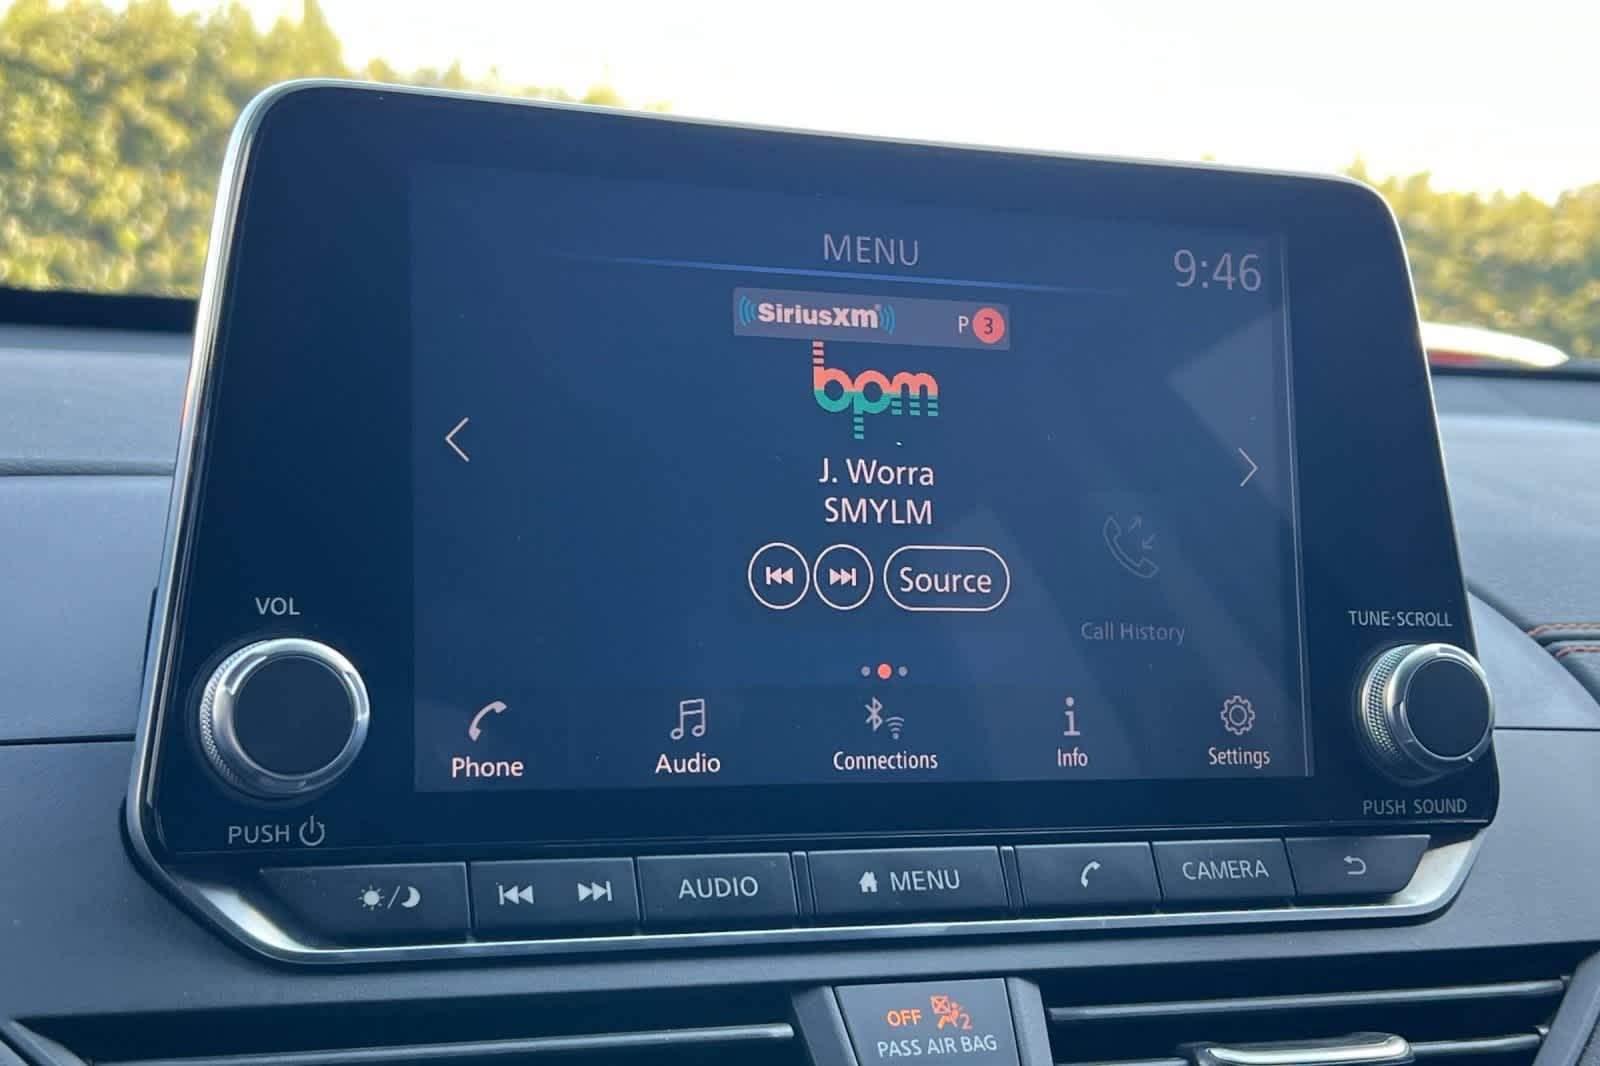 MENU
9:46
SiriusXm P 3
bpm
J. Worra
SMYLM
Source
Call History
Phone
Audio
Connections
Info
Settings
VOL
PUSH
TUNE·SCROLL
PUSH SOUND
AUDIO
MENU
CAMERA
OFF 2
PASS AIR BAG